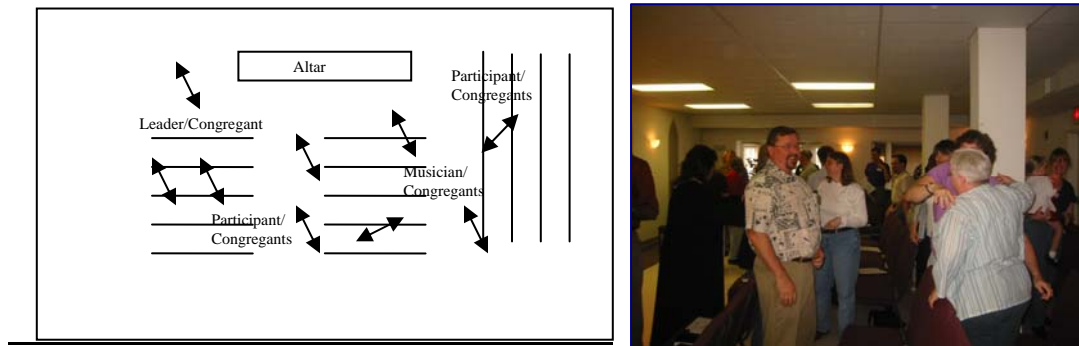 Altar
Participant/
Congregants
Leader/Congregant
Musician/
Congregants
Participant/
Congregants